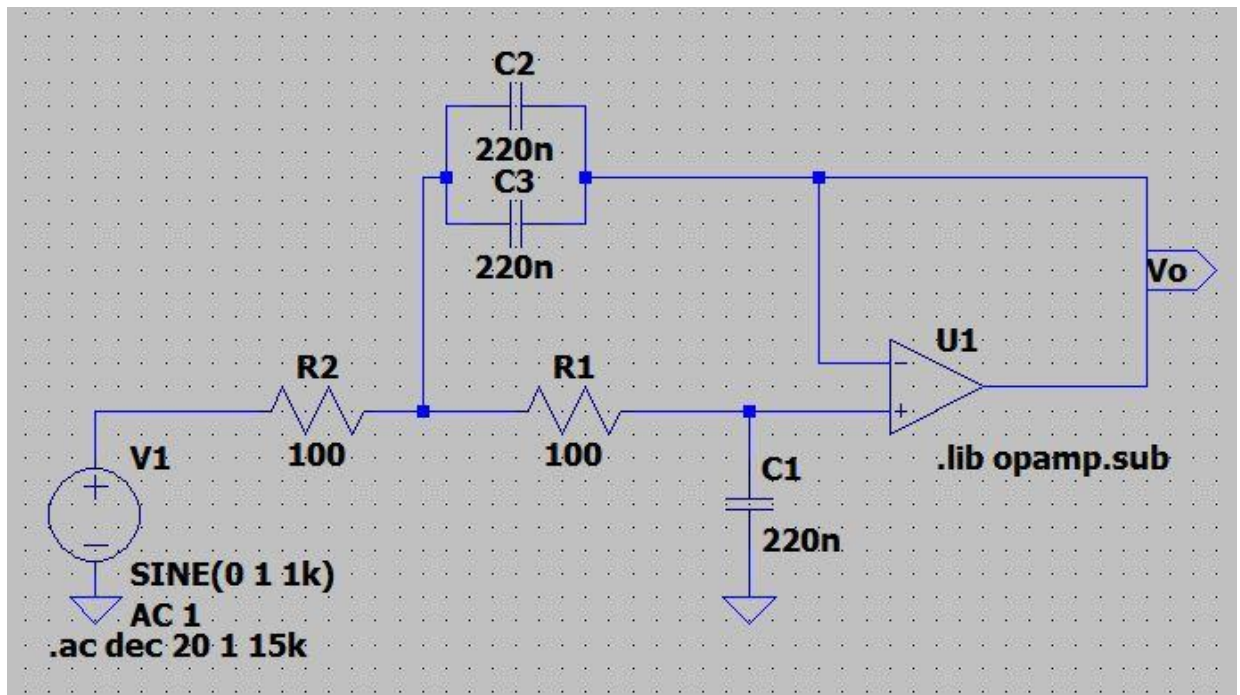 C2
220n
C3
220n
Vo
U1
R2
R1
100
100
.lib opamp.sub
V1
C1
220n
SINE(0 1 1k)
AC 1
.ac dec 20 1 15k